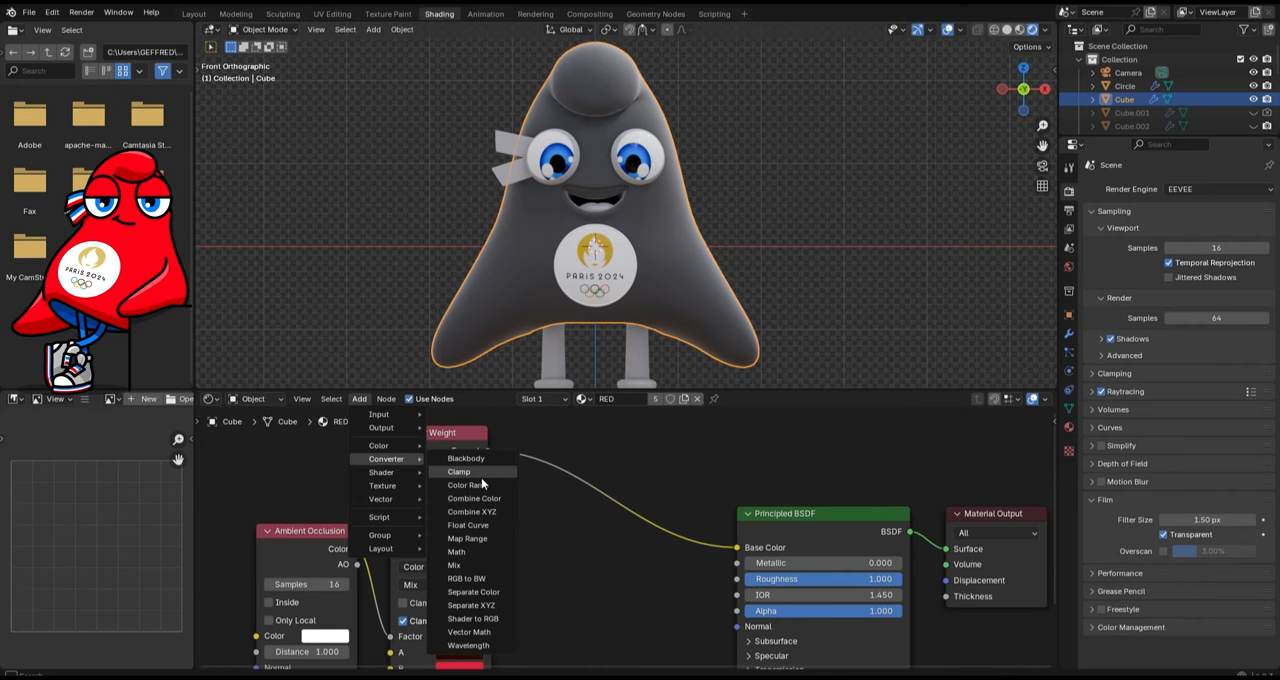 File Edit Render Window Help Layout Modeling Sculpting UV Editing Texture Paint Shading Animation Rendering Compositing Geometry Nodes Scripting + Scene ViewLayer
View Select
C:\Users\GEFFRED\...
Search
Adobe apache-ma... Camtasia St...
Fax
My CamSt
PARIS 2024
Object Mode View Select Add Object Global
Options
Front Orthographic
(1) Collection | Cube
Z
X
Y
PARIS 2024
Search
Scene Collection
Collection
Camera
Circle
Cube
Cube.001
Cube.002
Search
Scene
Render Engine EEVEE
Sampling
Viewport
Samples 16
Temporal Reprojection
Jittered Shadows
Render
Samples 64
Shadows
Advanced
Clamping
Raytracing
Volumes
Curves
Simplify
Depth of Field
Motion Blur
Film
Filter Size 1.50 px
Transparent
Overscan 3.00%
Performance
Grease Pencil
Freestyle
Color Management
View New Ope
Object View Select Add Node Use Nodes Slot 1 RED 5
Cube Cube RED
Input
Output
Color
Converter
Shader
Texture
Vector
Script
Group
Layout
Blackbody
Clamp
Color Ra
Combine Color
Combine XYZ
Float Curve
Map Range
Math
Mix
RGB to BW
Separate Color
Separate XYZ
Shader to RGB
Vector Math
Wavelength
Weight
Ambient Occlusion
Color
AO
Samples 16
Inside
Only Local
Color
Distance 1.000
Normal
Color
Mix
Clan
Clan
Factor
A
B
Principled BSDF
BSDF
Base Color
Metallic 0.000
Roughness 1.000
IOR 1.450
Alpha 1.000
Normal
Subsurface
Specular
Material Output
All
Surface
Volume
Displacement
Thickness